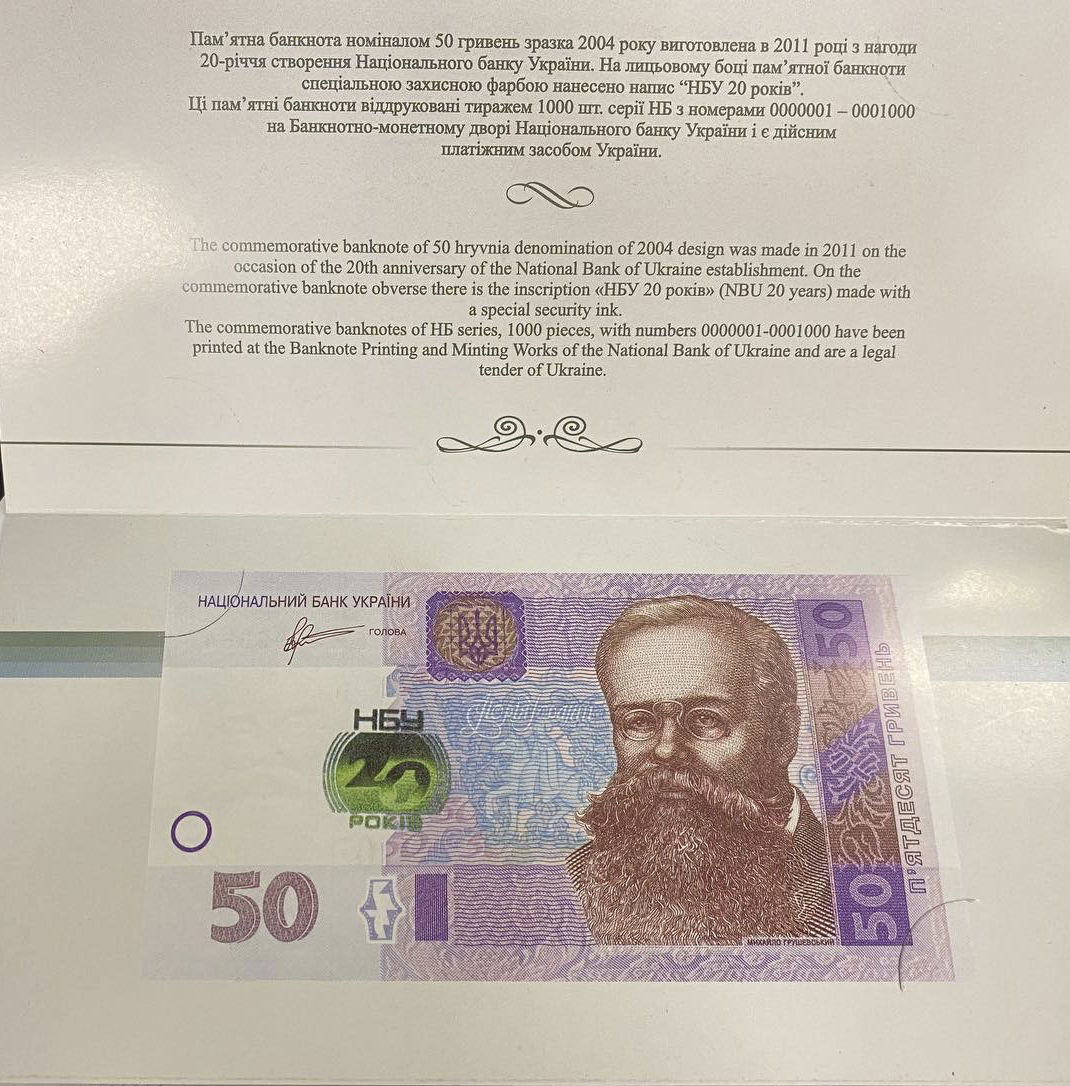 Пам’ятна банкнота номіналом 50 гривень зразка 2004 року виготовлена в 2011 році з нагоди
20-річчя створення Національного банку України. На лицьовому боці пам’ятної банкноти
спеціальною захисною фарбою нанесено напис “НБУ 20 років”.
Ці пам’ятні банкноти віддруковані тиражем 1000 шт. серії НБ з номерами 0000001 – 0001000
на Банкнотно-монетному дворі Національного банку України і є дійсним
платіжним засобом України.
The commemorative banknote of 50 hryvnia denomination of 2004 design was made in 2011 on the
occasion of the 20th anniversary of the National Bank of Ukraine establishment. On the
commemorative banknote obverse there is the inscription «НБУ 20 років» (NBU 20 years) made with
a special security ink.
The commemorative banknotes of НБ series, 1000 pieces, with numbers 0000001-0001000 have been
printed at the Banknote Printing and Minting Works of the National Bank of Ukraine and are a legal
tender of Ukraine.
НАЦІОНАЛЬНИЙ БАНК УКРАЇНИ
ГОЛОВА
НБУ
20
РОКІВ
50
50
П’ЯТДЕСЯТ ГРИВЕНЬ
50
МИХАЙЛО ГРУШЕВСЬКИЙ